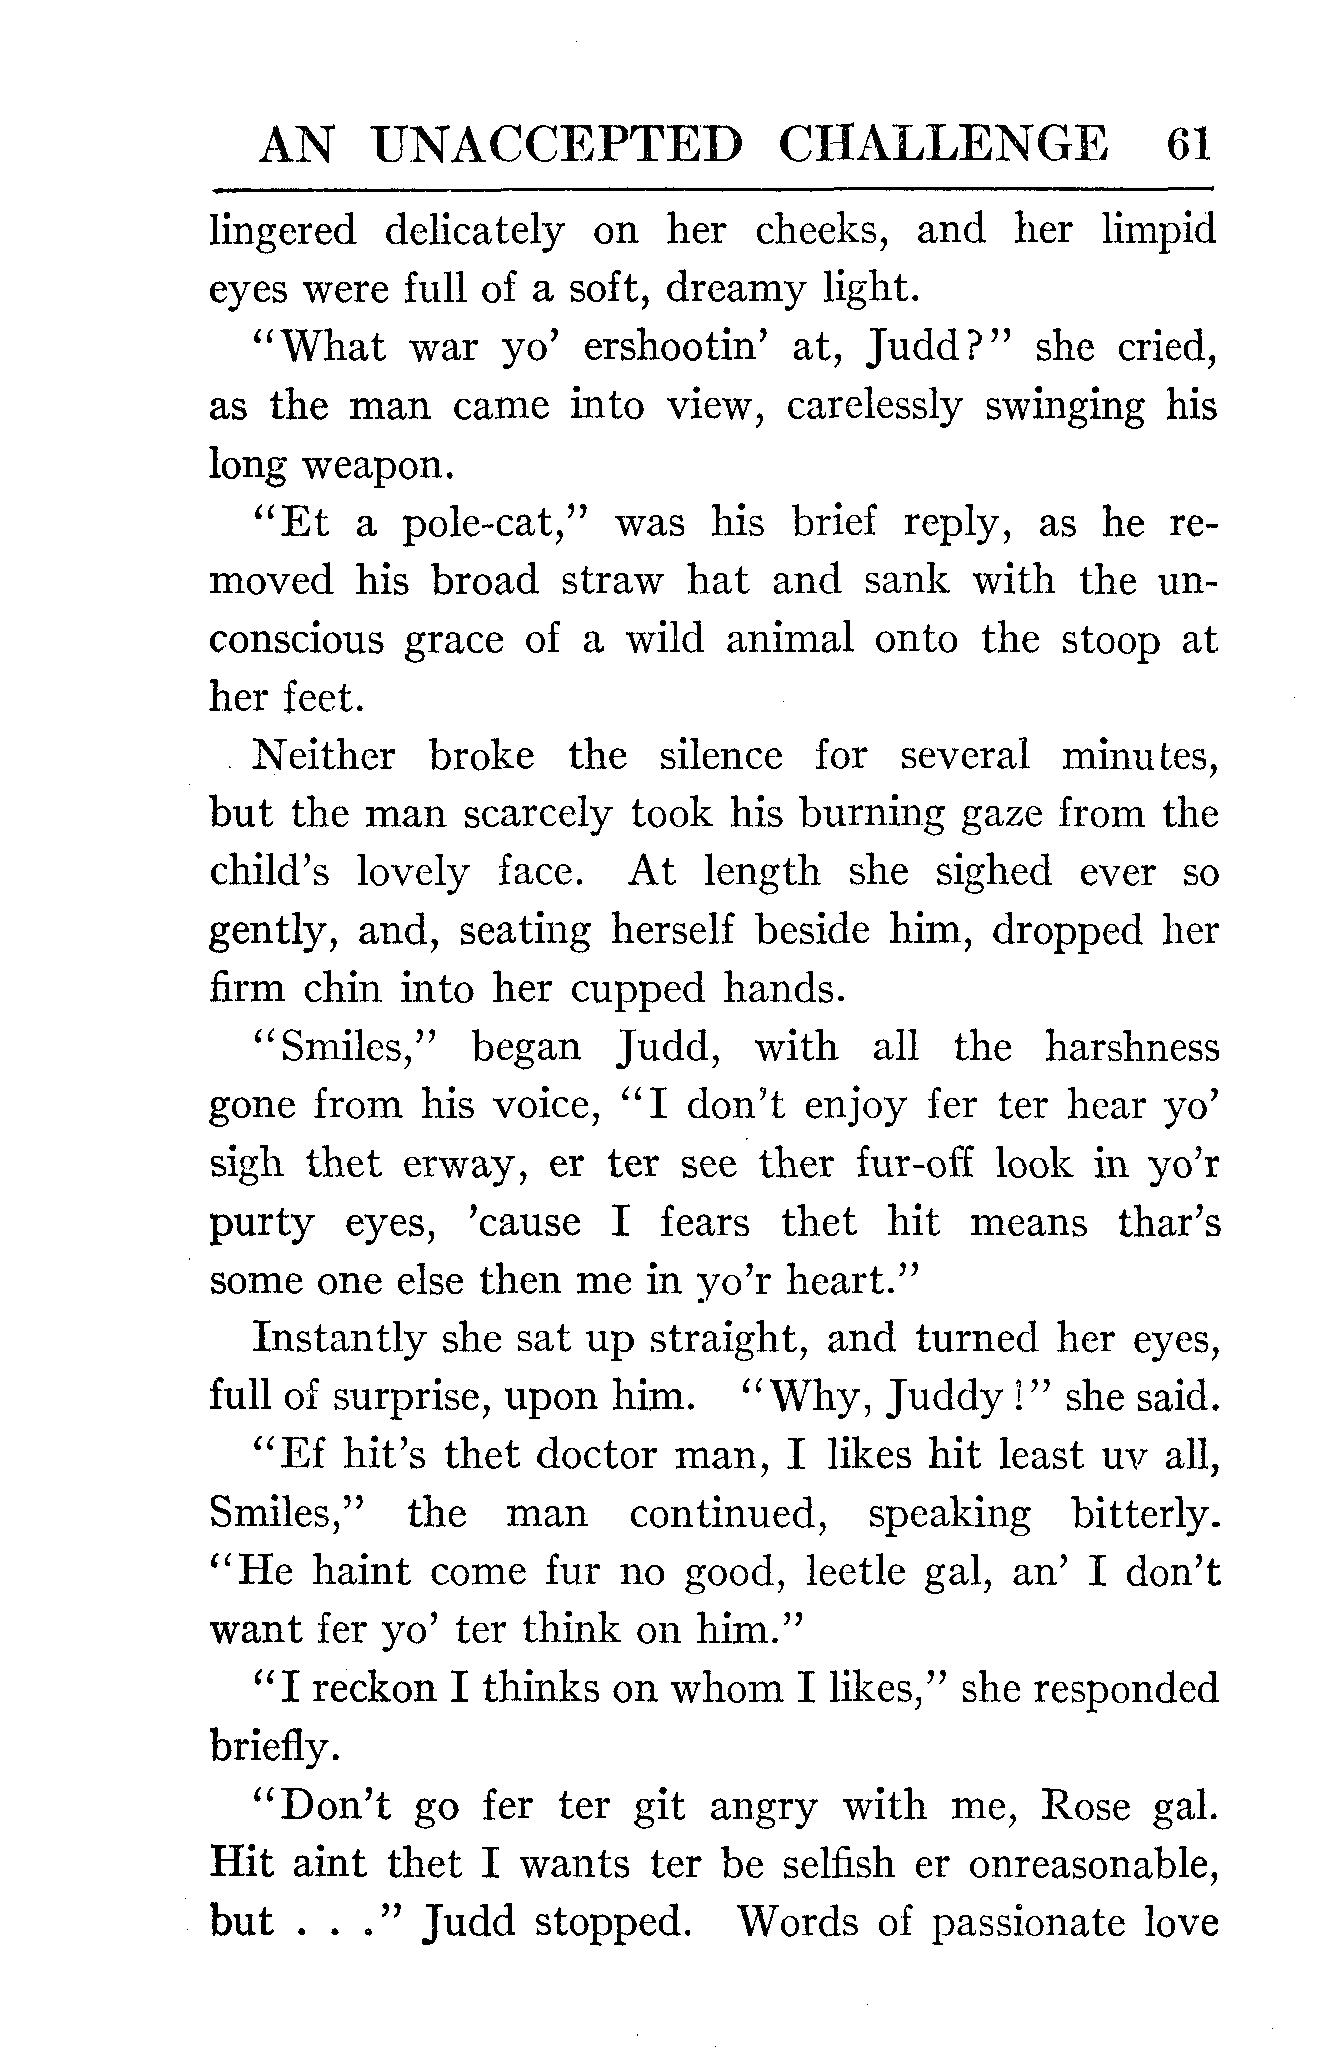 AN UNACCEPTED CHALLENGE 61
lingered delicately on her cheeks, and her limpid
eyes were full of a soft, dreamy light.
"What war yo' ershootin' at, Judd?" she cried,
as the man came into view, carelessly swinging his
long weapon.
"Et a pole-cat," was his brief reply, as he re-
moved his broad straw hat and sank with the un-
conscious grace of a wild animal onto the stoop at
her feet.
Neither broke the silence for several minutes,
but the man scarcely took his burning gaze from the
child's lovely face. At length she sighed ever so
gently, and, seating herself beside him, dropped her
firm chin into her cupped hands.
"Smiles," began Judd, with all the harshness
gone from his voice, "I don't enjoy fer ter hear yo'
sigh thet erway, er ter see ther fur-off look in yo'r
purty eyes, 'cause I fears thet hit means thar's
some one else then me in yo'r heart."
Instantly she sat up straight, and turned her eyes,
full of surprise, upon him. "Why, Juddy!" she said.
"Ef hit's thet doctor man, I likes hit least uv all,
Smiles," the man continued, speaking bitterly.
"He haint come fur no good, leetle gal, an' I don't
want fer yo' ter think on him."
"I reckon I thinks on whom I likes," she responded
briefly.
"Don't go fer ter git angry with me, Rose gal.
Hit aint thet I wants ter be selfish er onreasonable,
but . . ." Judd stopped. Words of passionate love